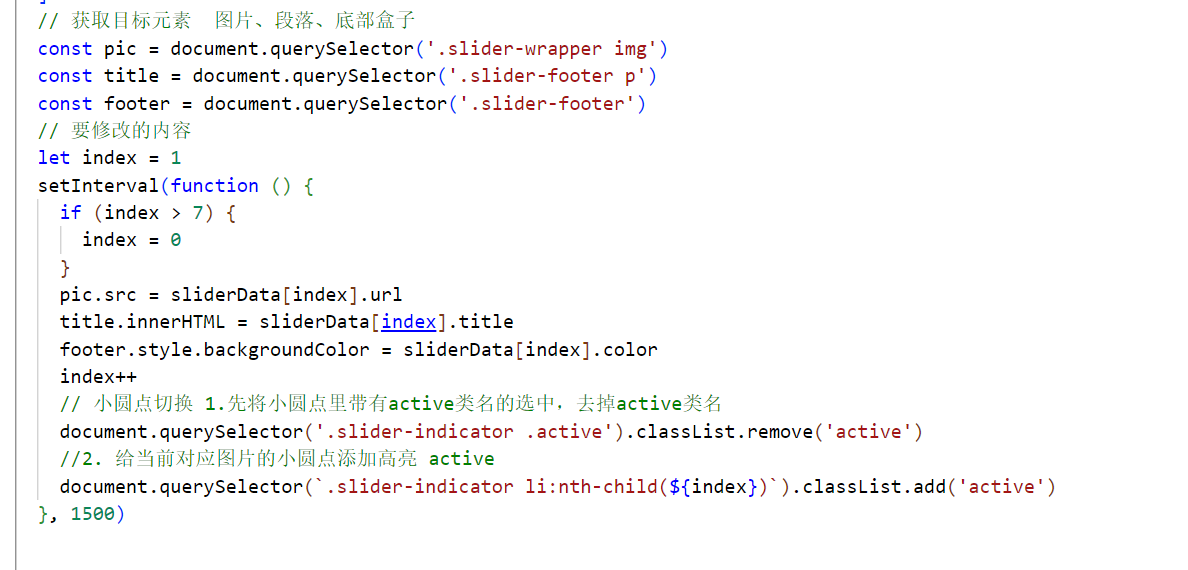 // 获取目标元素  图片、段落、底部盒子
const pic = document.querySelector('.slider-wrapper img')
const title = document.querySelector('.slider-footer p')
const footer = document.querySelector('.slider-footer')
// 要修改的内容
let index = 1
setInterval(function () {
  if (index > 7) {
    index = 0
  }
  pic.src = sliderData[index].url
  title.innerHTML = sliderData[index].title
  footer.style.backgroundColor = sliderData[index].color
  index++
  // 小圆点切换 1.先将小圆点里带有active类名的选中，去掉active类名
  document.querySelector('.slider-indicator .active').classList.remove('active')
  //2. 给当前对应图片的小圆点添加高亮 active
  document.querySelector(`.slider-indicator li:nth-child(${index})`).classList.add('active')
}, 1500)